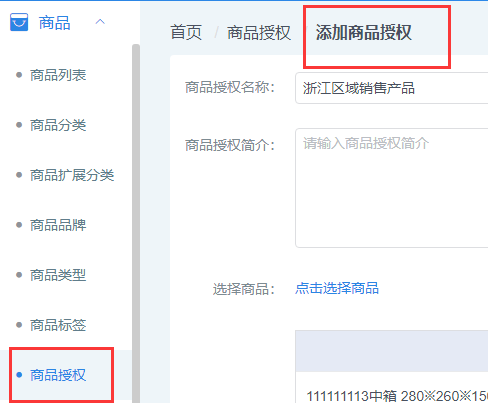 商品
首页 / 商品授权 添加商品授权
商品列表
商品分类
商品扩展分类
商品品牌
商品类型
商品标签
商品授权
商品授权名称： 浙江区域销售产品
商品授权简介： 请输入商品授权简介
选择商品： 点击选择商品
111111113中箱 280※260※150